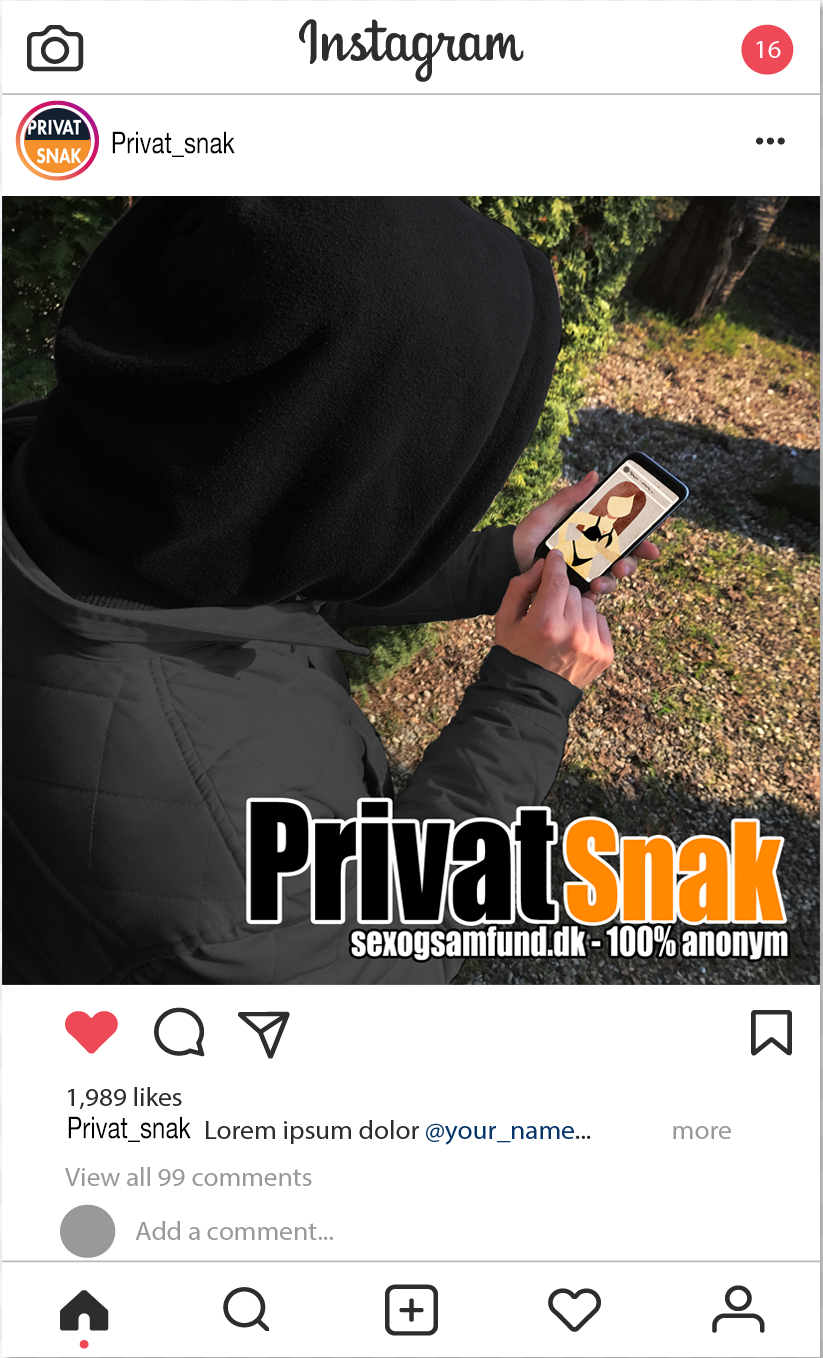 Instagram
16
PRIVAT
SNAK
Privat_snak
PrivatSnak
sexogsamfund.dk - 100% anonym
1,989 likes
Privat_snak Lorem ipsum dolor @your_name... more
View all 99 comments
Add a comment...